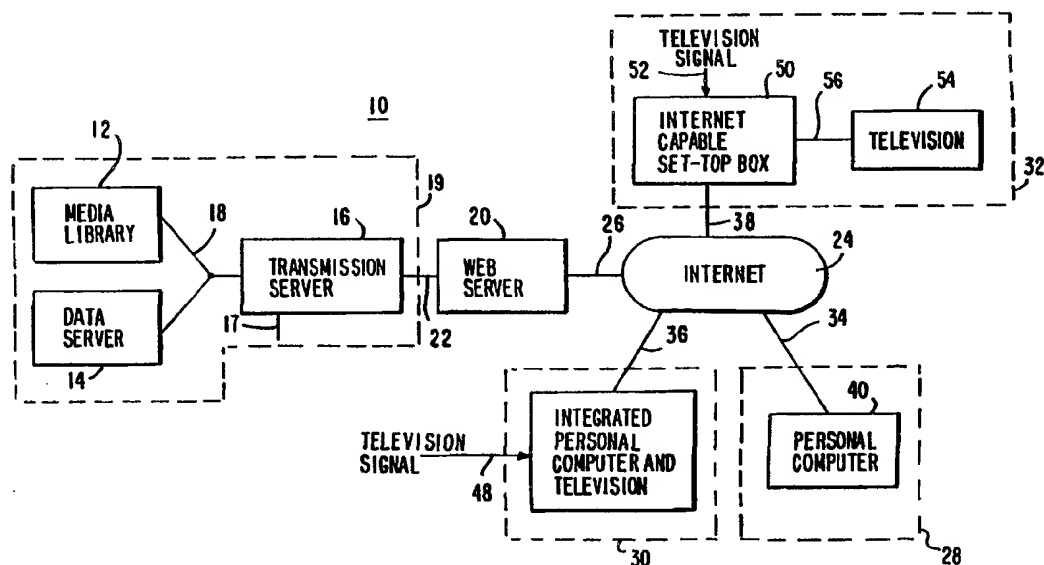 TELEVISION
SIGNAL
52
50
56
54
INTERNET
CAPABLE
SET-TOP BOX
TELEVISION
32
10
12
MEDIA
LIBRARY
18
19
16
TRANSMISSION
SERVER
20
WEB
SERVER
26
38
24
INTERNET
DATA
SERVER
14
17
22
36
34
TELEVISION
SIGNAL
48
INTEGRATED
PERSONAL
COMPUTER AND
TELEVISION
40
PERSONAL
COMPUTER
30
28